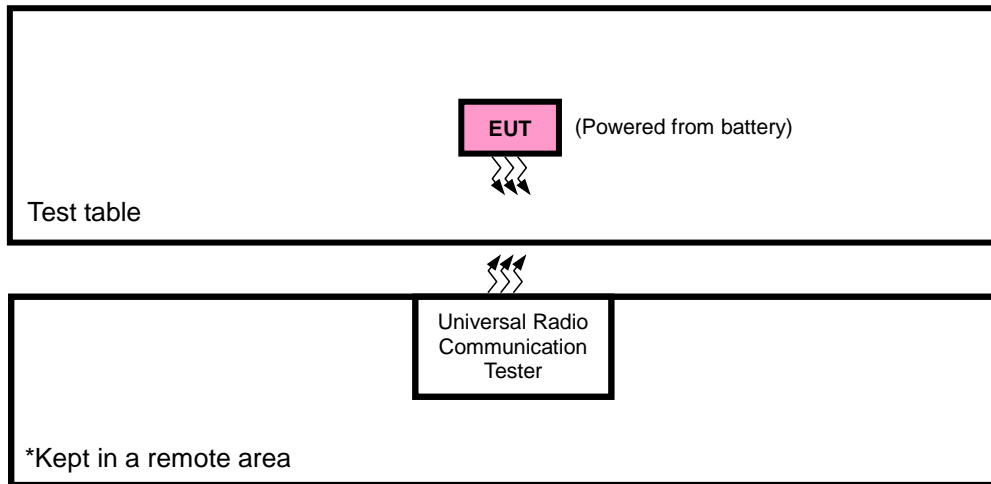 EUT
(Powered from battery)
Test table
Universal Radio
Communication
Tester
*Kept in a remote area